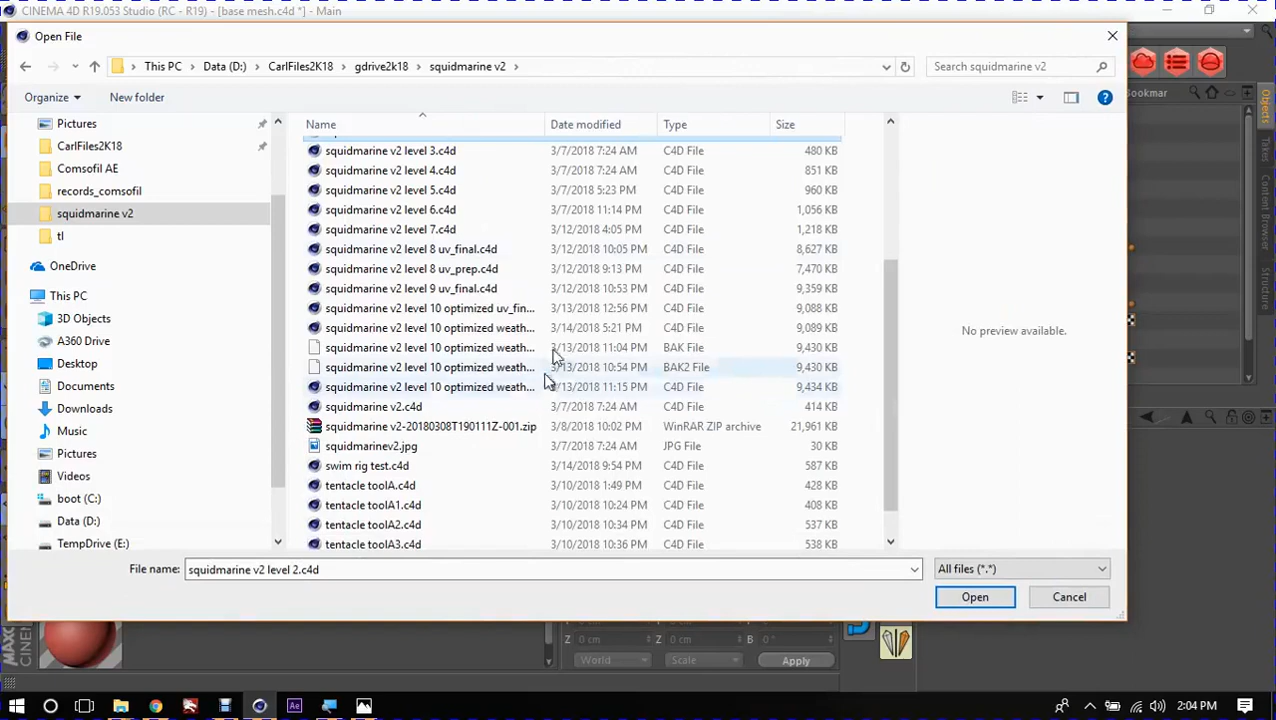 CINEMA 4D R19.053 Studio (RC - R19) - [base mesh.c4d *] - Main
Open File
This PC > Data (D:) > CarlFiles2K18 > gdrive2k18 > squidmarine v2 >
Search squidmarine v2
Organize New folder
Name Date modified Type Size
Pictures
CarlFiles2K18
Comsofil AE
records_comsofil
squidmarine v2
tl
OneDrive
This PC
3D Objects
A360 Drive
Desktop
Documents
Downloads
Music
Pictures
Videos
boot (C:)
Data (D:)
TempDrive (E:)
squidmarine v2 level 3.c4d 3/7/2018 7:24 AM C4D File 480 KB
squidmarine v2 level 4.c4d 3/7/2018 7:24 AM C4D File 851 KB
squidmarine v2 level 5.c4d 3/7/2018 5:23 PM C4D File 960 KB
squidmarine v2 level 6.c4d 3/7/2018 11:14 PM C4D File 1,056 KB
squidmarine v2 level 7.c4d 3/12/2018 4:05 PM C4D File 1,218 KB
squidmarine v2 level 8 uv_final.c4d 3/12/2018 10:05 PM C4D File 8,627 KB
squidmarine v2 level 8 uv_prep.c4d 3/12/2018 9:13 PM C4D File 7,470 KB
squidmarine v2 level 9 uv_final.c4d 3/12/2018 10:53 PM C4D File 9,359 KB
squidmarine v2 level 10 optimized uv_fin... 3/13/2018 12:56 PM C4D File 9,088 KB
squidmarine v2 level 10 optimized weath... 3/14/2018 5:21 PM C4D File 9,089 KB
squidmarine v2 level 10 optimized weath... 3/13/2018 11:04 PM BAK File 9,430 KB
squidmarine v2 level 10 optimized weath... 3/13/2018 10:54 PM BAK2 File 9,430 KB
squidmarine v2 level 10 optimized weath... 3/13/2018 11:15 PM C4D File 9,434 KB
squidmarine v2.c4d 3/7/2018 7:24 AM C4D File 414 KB
squidmarine v2-20180308T190111Z-001.zip 3/8/2018 10:02 PM WinRAR ZIP archive 21,961 KB
squidmarinev2.jpg 3/7/2018 7:24 AM JPG File 30 KB
swim rig test.c4d 3/14/2018 9:54 PM C4D File 587 KB
tentacle toolA.c4d 3/10/2018 1:49 PM C4D File 428 KB
tentacle toolA1.c4d 3/10/2018 10:24 PM C4D File 408 KB
tentacle toolA2.c4d 3/10/2018 10:34 PM C4D File 537 KB
tentacle toolA3.c4d 3/10/2018 10:36 PM C4D File 538 KB
No preview available.
File name: squidmarine v2 level 2.c4d All files (*.*)
Open Cancel
Bookmar
Objects
Takes
Content Browser
Z 0 cm Z 0 cm B 0 °
World Scale Apply
MAXC
CINEM
Ae
2:04 PM